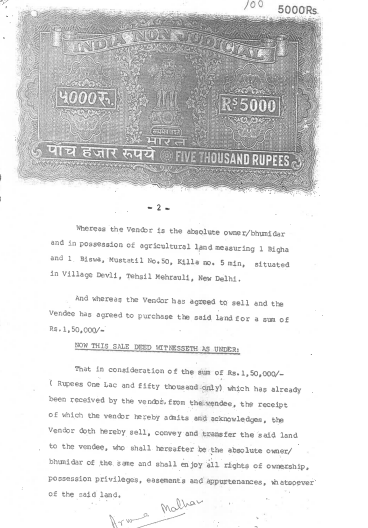 100
5000Rs.
INDIA NON JUDICIAL
५000रु.
Rs 5000
सत्यमेव जयते
भारत
पांच हजार रूपये FIVE THOUSAND RUPEES
- 2 -
Whereas the Vendor is the absolute owner/bhumidar
and in possession of agricultural land measuring 1 Bigha
and 1 Biswa, Mustatil No.50, Killa no. 5 min, situated
in Village Devli, Tehsil Mehrauli, New Delhi.
And whereas the Vendor has agreed to sell and the
Vendee has agreed to purchase the said land for a sum of
Rs.1,50,000/-
NOW THIS SALE DEED WITNESSETH AS UNDER:
That in consideration of the sum of Rs.1,50,000/-
( Rupees One Lac and fifty thousand only) which has already
been received by the vendor from the vendee, the receipt
of which the vendor hereby admits and acknowledges, the
Vendor doth hereby sell, convey and transfer the said land
to the vendee, who shall hereafter be the absolute owner/
bhumidar of the same and shall enjoy all rights of ownership,
possession privileges, easements and appurtenances, whatsoever
of the said land.
Aruna Malhan